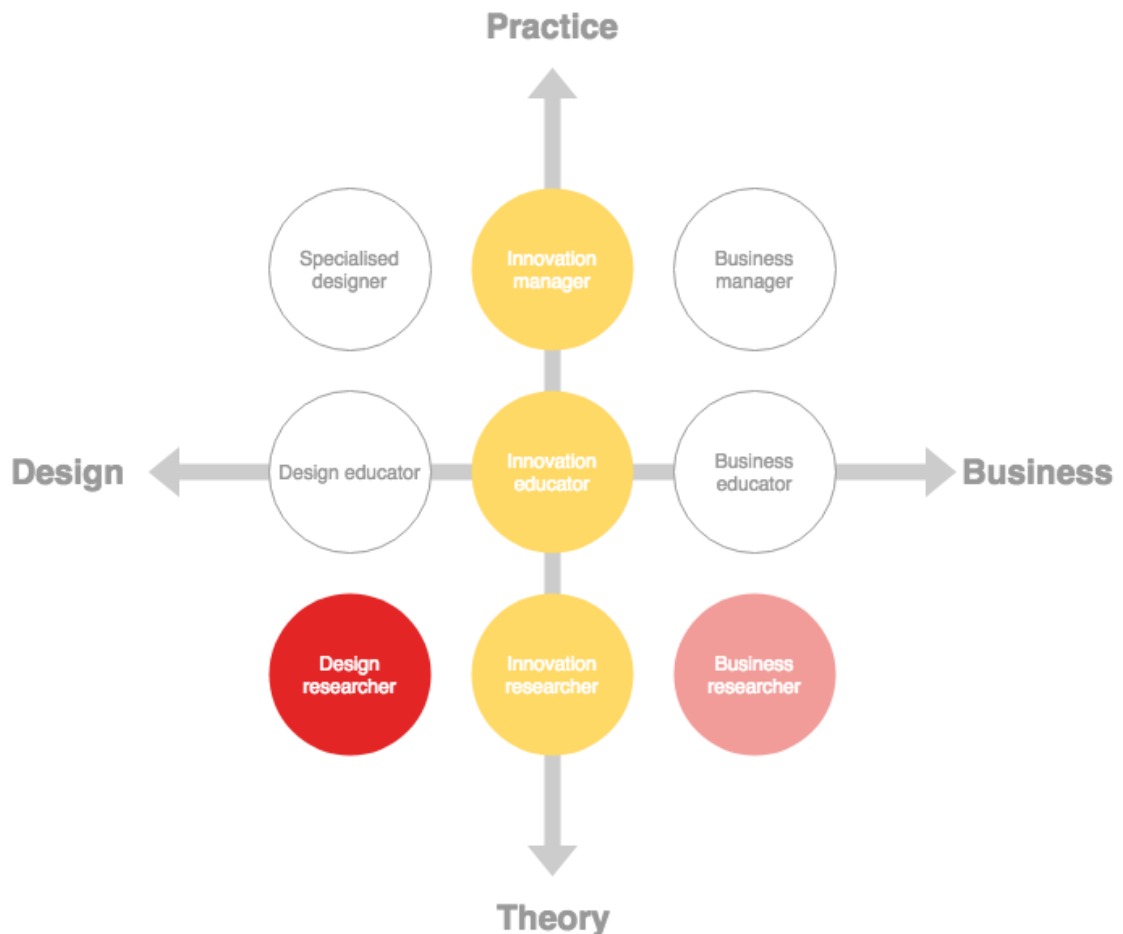 Practice
Specialised
designer
Innovation
manager
Business
manager
Design
Design educator
Innovation
educator
Business
educator
Business
Design
researcher
Innovation
researcher
Business
researcher
Theory